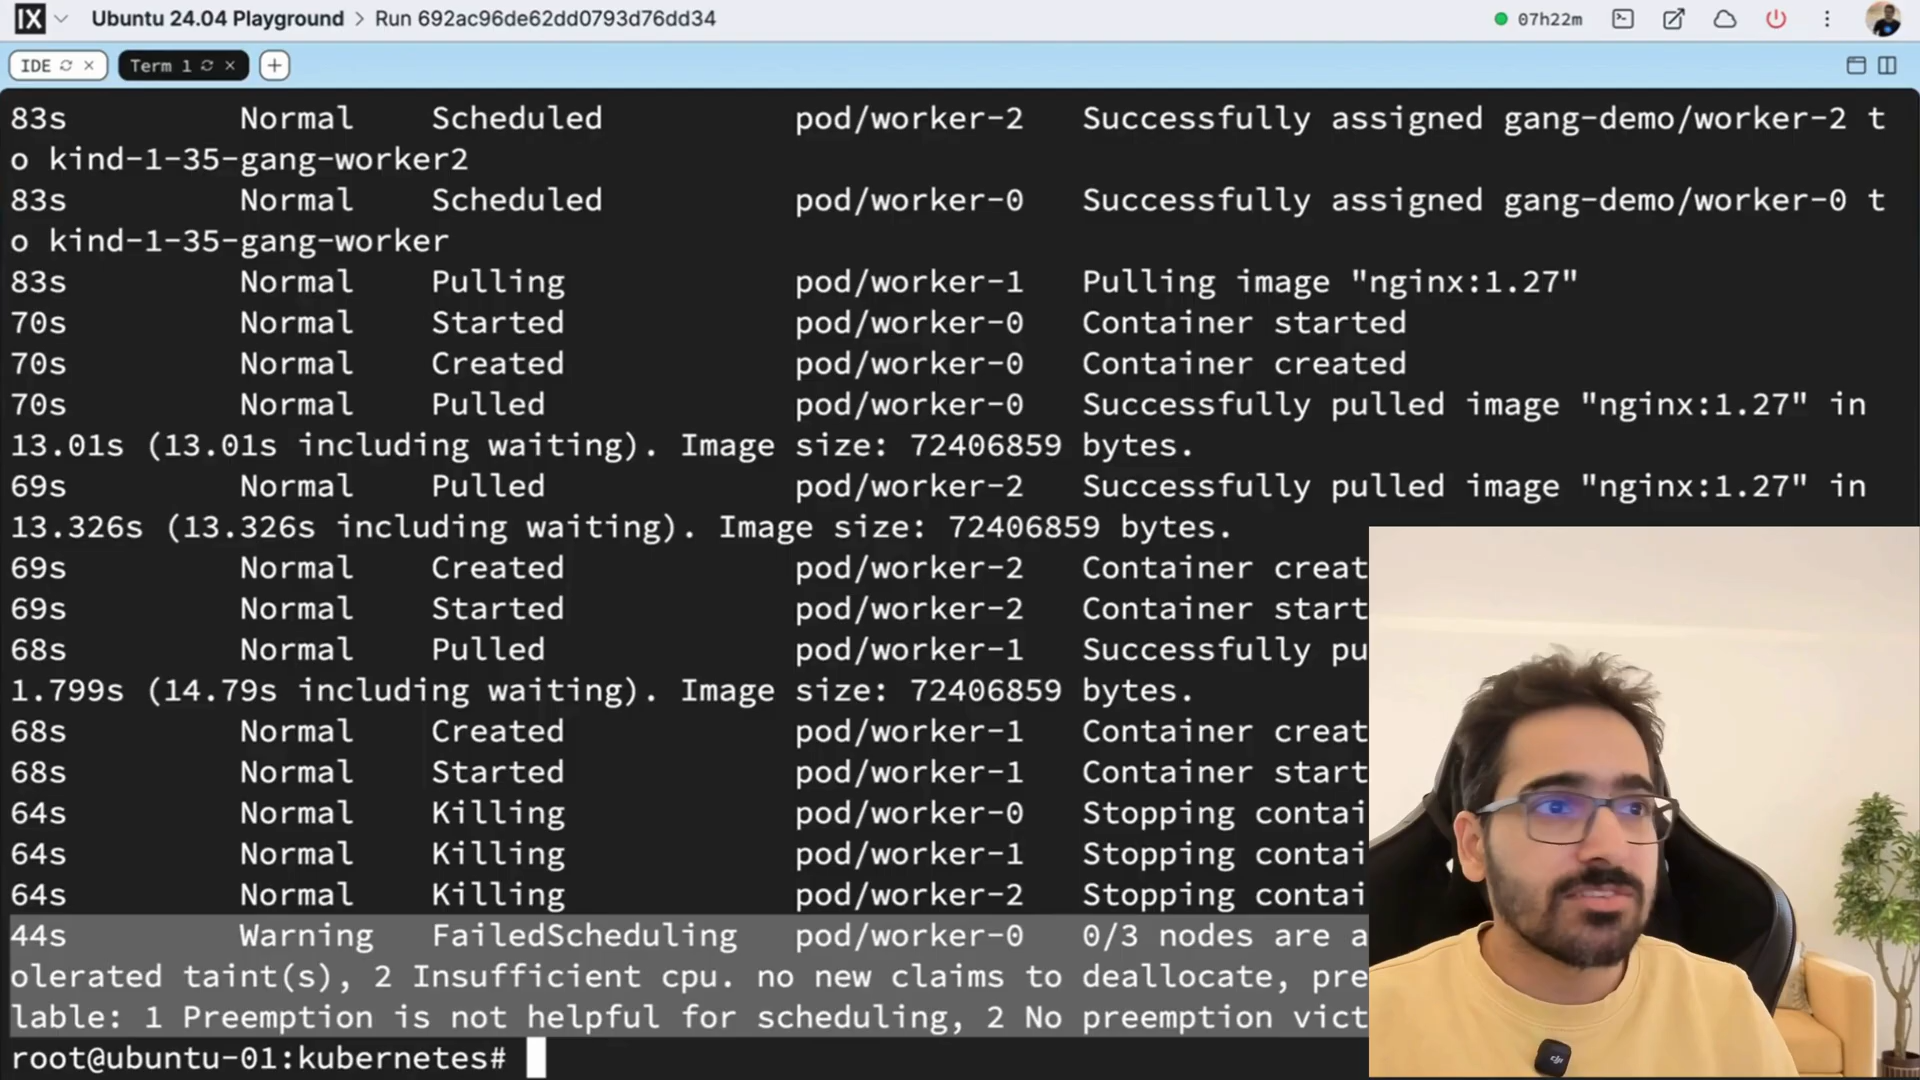 Ubuntu 24.04 Playground > Run 692ac96de62dd0793d76dd34 07h22m
IDE Term 1
83s Normal Scheduled pod/worker-2 Successfully assigned gang-demo/worker-2 t
o kind-1-35-gang-worker2
83s Normal Scheduled pod/worker-0 Successfully assigned gang-demo/worker-0 t
o kind-1-35-gang-worker
83s Normal Pulling pod/worker-1 Pulling image "nginx:1.27"
70s Normal Started pod/worker-0 Container started
70s Normal Created pod/worker-0 Container created
70s Normal Pulled pod/worker-0 Successfully pulled image "nginx:1.27" in
13.01s (13.01s including waiting). Image size: 72406859 bytes.
69s Normal Pulled pod/worker-2 Successfully pulled image "nginx:1.27" in
13.326s (13.326s including waiting). Image size: 72406859 bytes.
69s Normal Created pod/worker-2 Container creat
69s Normal Started pod/worker-2 Container start
68s Normal Pulled pod/worker-1 Successfully pu
1.799s (14.79s including waiting). Image size: 72406859 bytes.
68s Normal Created pod/worker-1 Container creat
68s Normal Started pod/worker-1 Container start
64s Normal Killing pod/worker-0 Stopping contai
64s Normal Killing pod/worker-1 Stopping contai
64s Normal Killing pod/worker-2 Stopping contai
44s Warning FailedScheduling pod/worker-0 0/3 nodes are a
olerated taint(s), 2 Insufficient cpu. no new claims to deallocate, pre
lable: 1 Preemption is not helpful for scheduling, 2 No preemption vict
root@ubuntu-01:kubernetes#